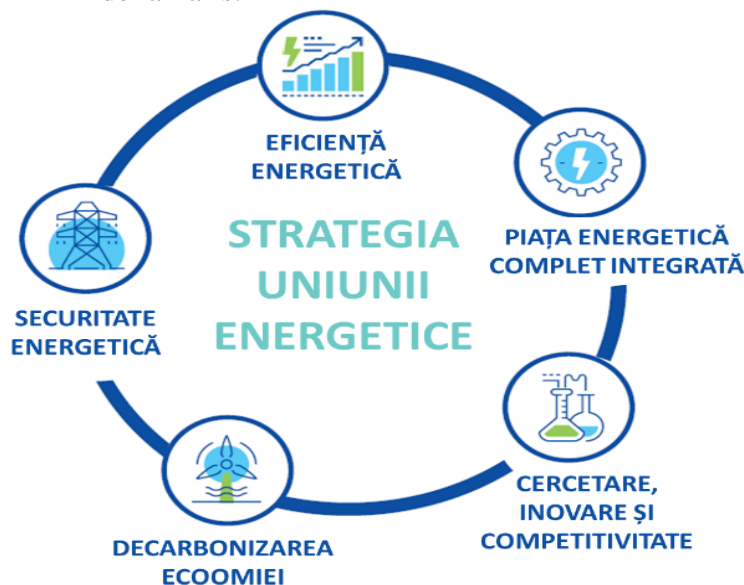 EFICIENȚĂ
ENERGETICĂ
PIAȚA ENERGETICĂ
COMPLET INTEGRATĂ
STRATEGIA
UNIUNII
ENERGETICE
SECURITATE
ENERGETICĂ
CERCETARE,
INOVARE ȘI
COMPETITIVITATE
DECARBONIZAREA
ECOOMIEI